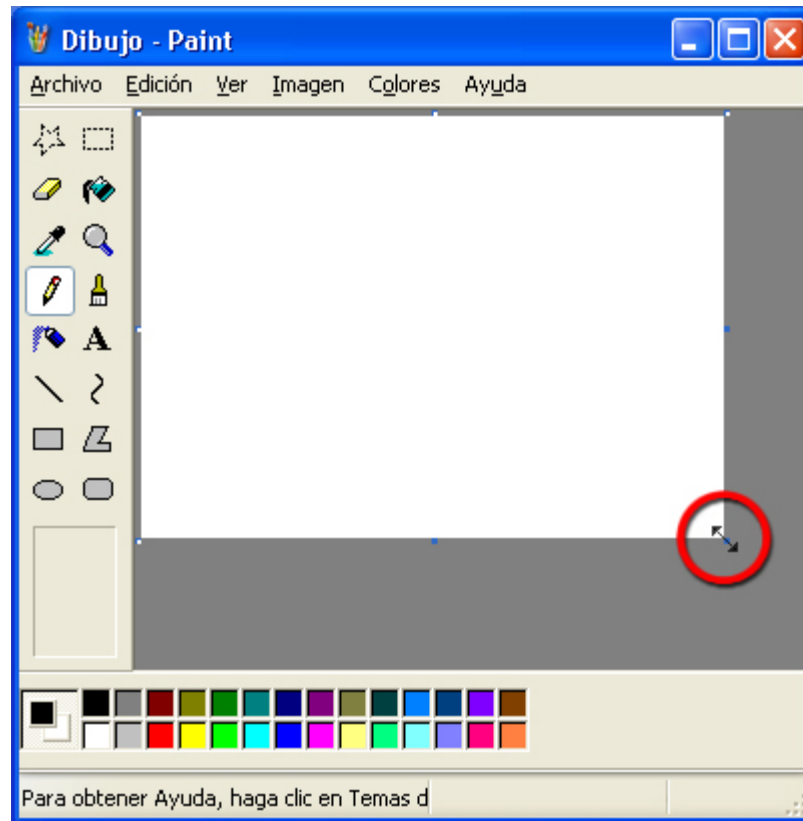 Dibujo - Paint
Archivo Edición Ver Imagen Colores Ayuda
A
Para obtener Ayuda, haga clic en Temas d